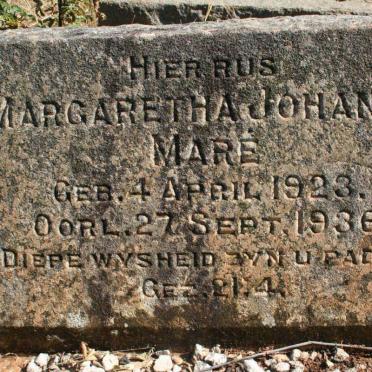 HIER RUS
MARGARETHA JOHAN
MARÉ
GEB. 4 APRIL 1923.
OORL. 27 SEPT. 1936
DIEPE WYSHEID ZYN U PAD
GEZ. 21.4.